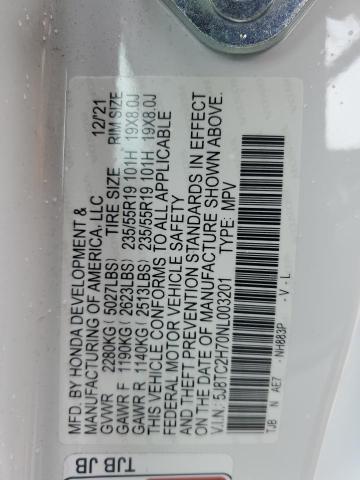 MFD. BY HONDA DEVELOPMENT & 12/21
MANUFACTURING OF AMERICA, LLC
GVWR 2280KG (5027LBS) TIRE SIZE RIM SIZE
GAWR F 1190KG (2623LBS) 235/55R19 101H 19X8.0J
GAWR R 1140KG (2513LBS) 235/55R19 101H 19X8.0J
THIS VEHICLE CONFORMS TO ALL APPLICABLE
FEDERAL MOTOR VEHICLE SAFETY
AND THEFT PREVENTION STANDARDS IN EFFECT
ON THE DATE OF MANUFACTURE SHOWN ABOVE.
V.I.N.: 5J8TC2H70NL003201 TYPE: MPV
TJB N AE7 -NH883P -V-L
TJB JB